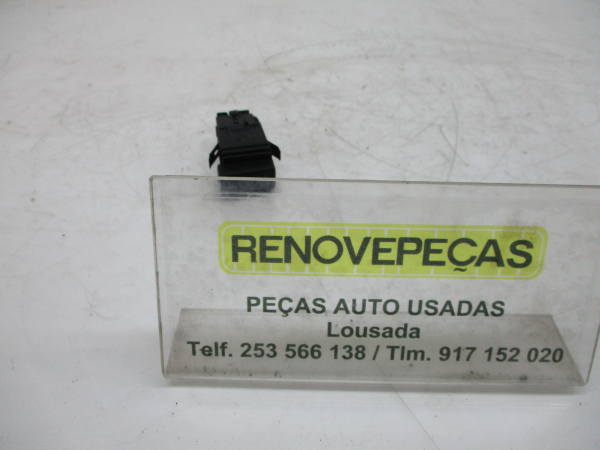 RENOVEPEÇAS
PEÇAS AUTO USADAS
Lousada
Telf. 253 566 138 / Tlm. 917 152 020